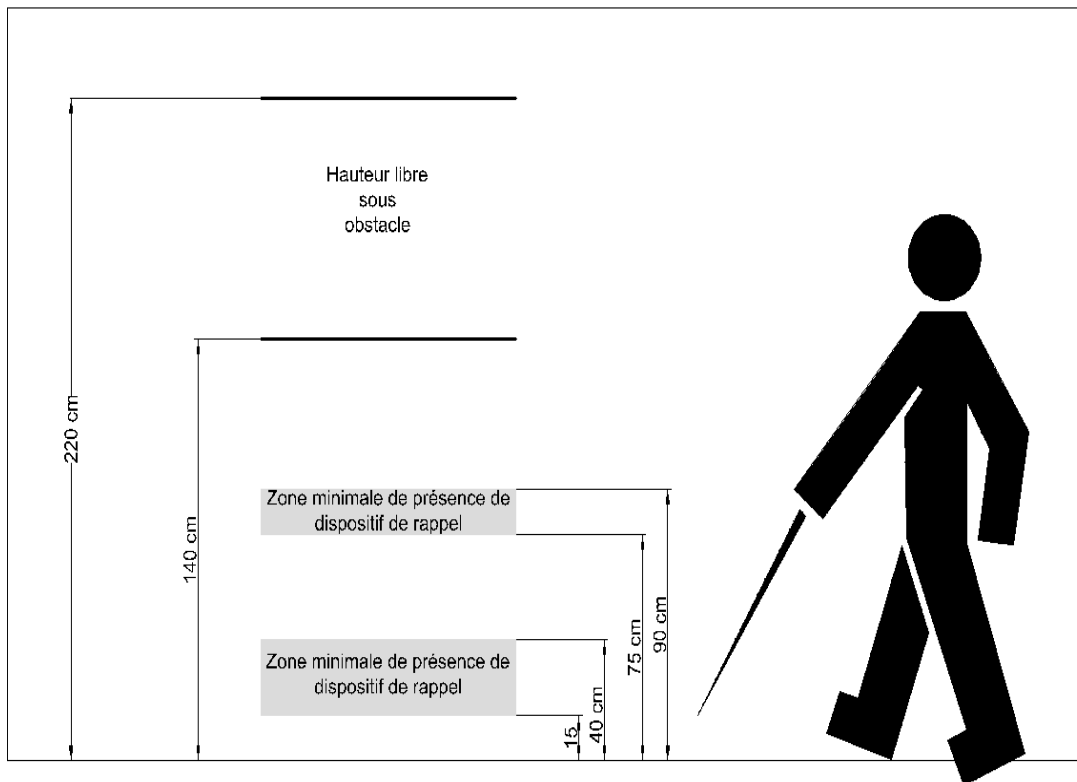 Hauteur libre
sous
obstacle
220 cm
140 cm
Zone minimale de présence de
dispositif de rappel
90 cm
75 cm
Zone minimale de présence de
dispositif de rappel
40 cm
15